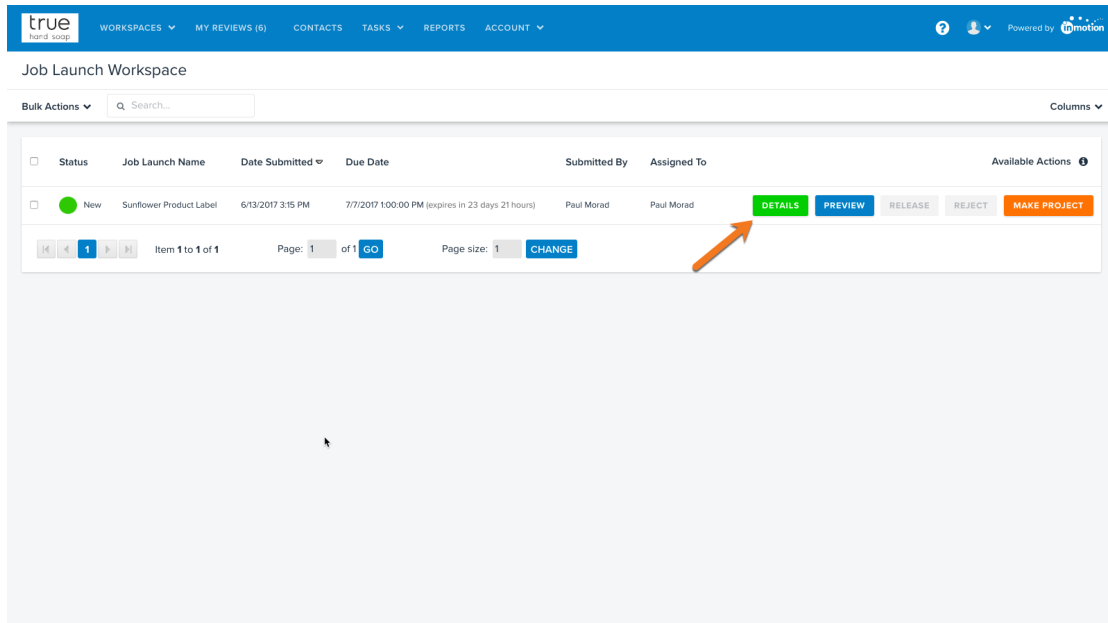 true
hand soap
WORKSPACES MY REVIEWS (6) CONTACTS TASKS REPORTS ACCOUNT ? Powered by inmotion
Job Launch Workspace
Bulk Actions Search... Columns
Status Job Launch Name Date Submitted Due Date Submitted By Assigned To Available Actions i
New Sunflower Product Label 6/13/2017 3:15 PM 7/7/2017 1:00:00 PM (expires in 23 days 21 hours) Paul Morad Paul Morad DETAILS PREVIEW RELEASE REJECT MAKE PROJECT
1 Item 1 to 1 of 1 Page: 1 of 1 GO Page size: 1 CHANGE